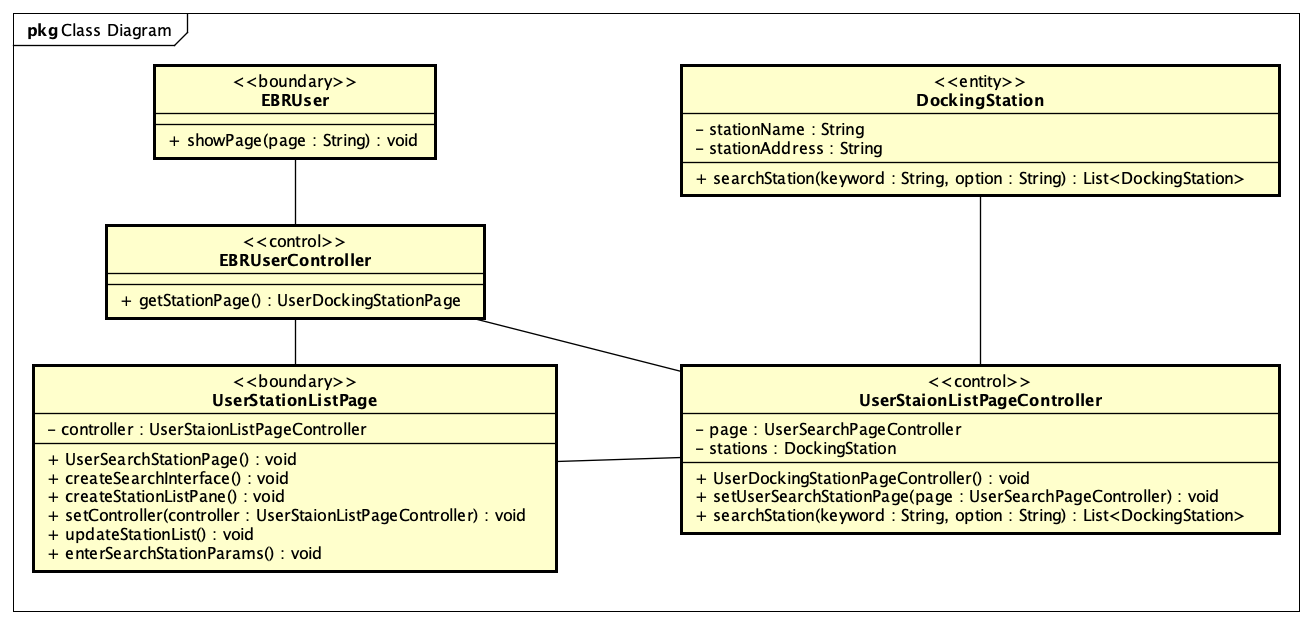 pkg Class Diagram
<<boundary>>
EBRUser
+ showPage(page : String) : void
<<entity>>
DockingStation
- stationName : String
- stationAddress : String
+ searchStation(keyword : String, option : String) : List<DockingStation>
<<control>>
EBRUserController
+ getStationPage() : UserDockingStationPage
<<boundary>>
UserStationListPage
- controller : UserStaionListPageController
+ UserSearchStationPage() : void
+ createSearchInterface() : void
+ createStationListPane() : void
+ setController(controller : UserStaionListPageController) : void
+ updateStationList() : void
+ enterSearchStationParams() : void
<<control>>
UserStaionListPageController
- page : UserSearchPageController
- stations : DockingStation
+ UserDockingStationPageController() : void
+ setUserSearchStationPage(page : UserSearchPageController) : void
+ searchStation(keyword : String, option : String) : List<DockingStation>